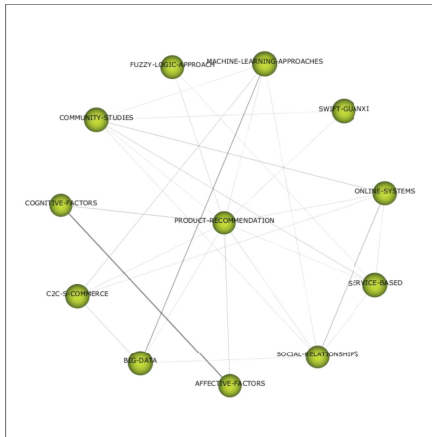 MACHINE-LEARNING-APPROACHES
FUZZY-LOGIC-APPROACH
SWIFT-GUANXI
COMMUNITY-STUDIES
ONLINE-SYSTEMS
COGNITIVE-FACTORS
PRODUCT-RECOMMENDATION
SERVICE-BASED
C2C-S-COMMERCE
SOCIAL-RELATIONSHIPS
BIG-DATA
AFFECTIVE-FACTORS